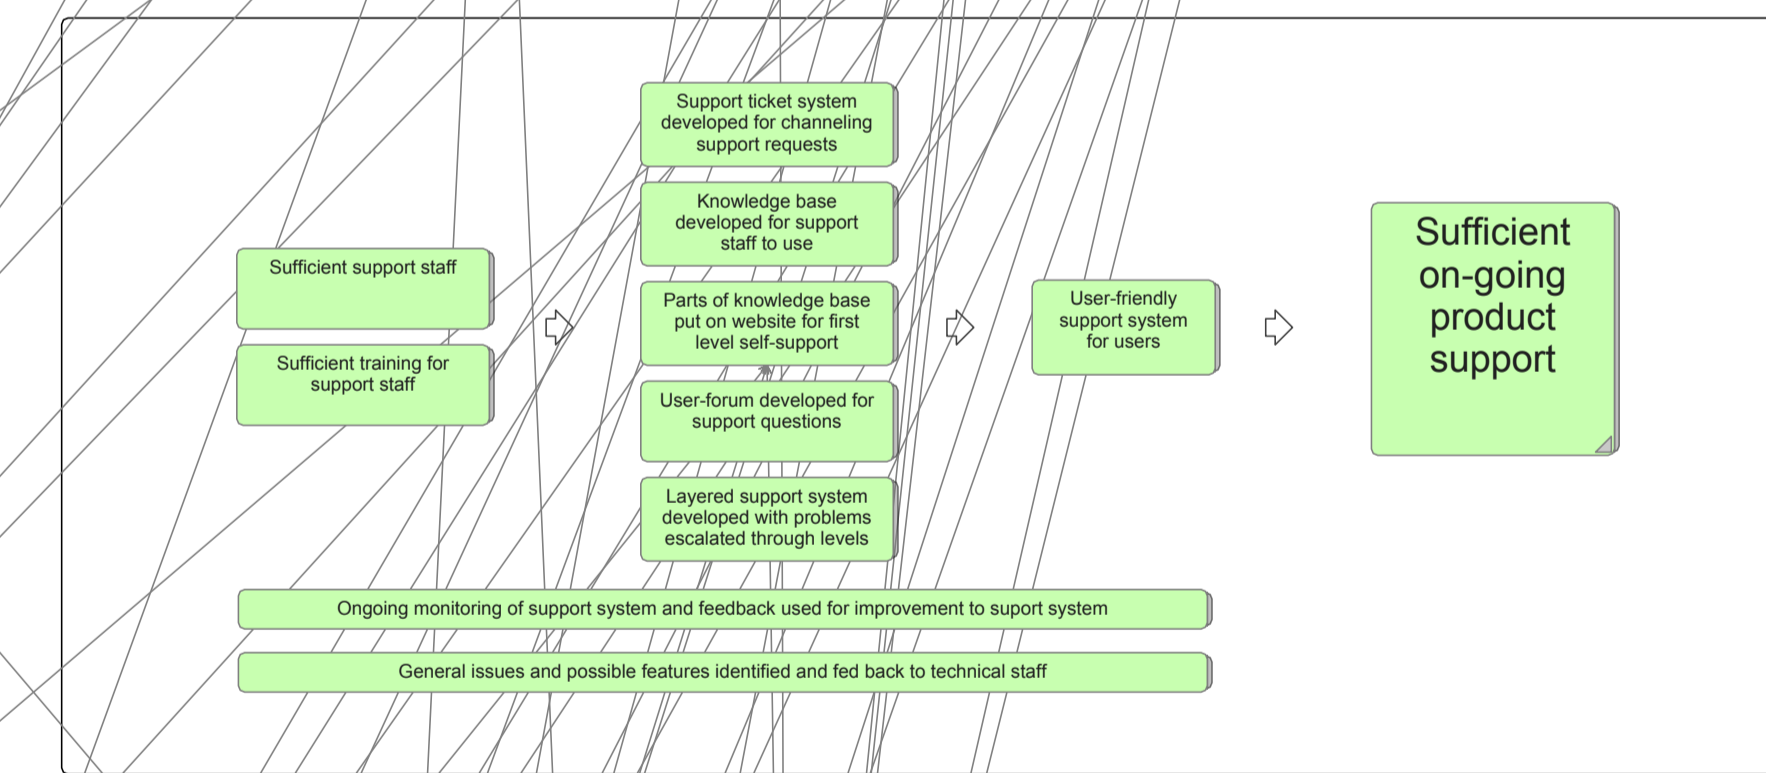 Support ticket system
developed for channeling
support requests
Knowledge base
developed for support
staff to use
Sufficient support staff
Parts of knowledge base
put on website for first
level self-support
Sufficient training for
support staff
User-forum developed for
support questions
Layered support system
developed with problems
escalated through levels
User-friendly
support system
for users
Sufficient
on-going
product
support
Ongoing monitoring of support system and feedback used for improvement to suport system
General issues and possible features identified and fed back to technical staff